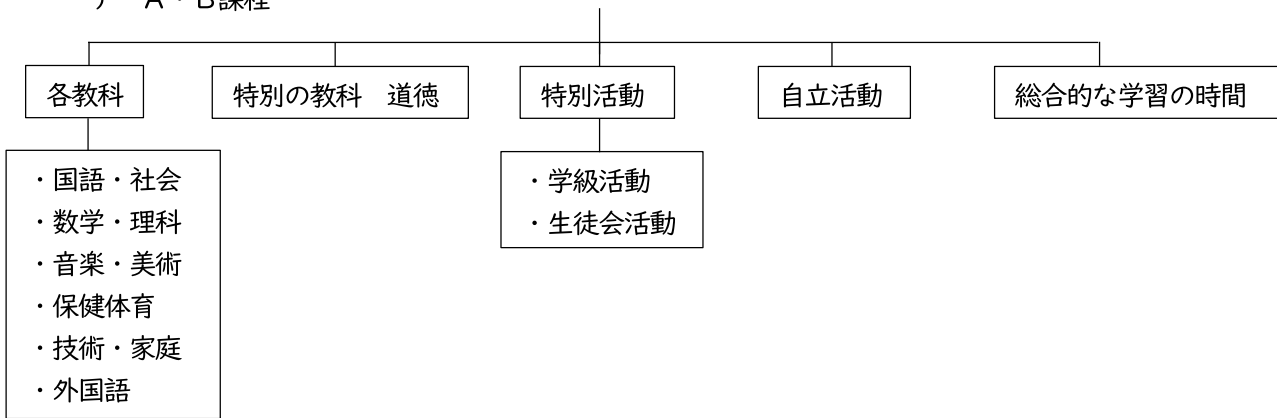 A・B課程
各教科
特別の教科　道徳
特別活動
自立活動
総合的な学習の時間
・国語・社会
・数学・理科
・音楽・美術
・保健体育
・技術・家庭
・外国語
・学級活動
・生徒会活動